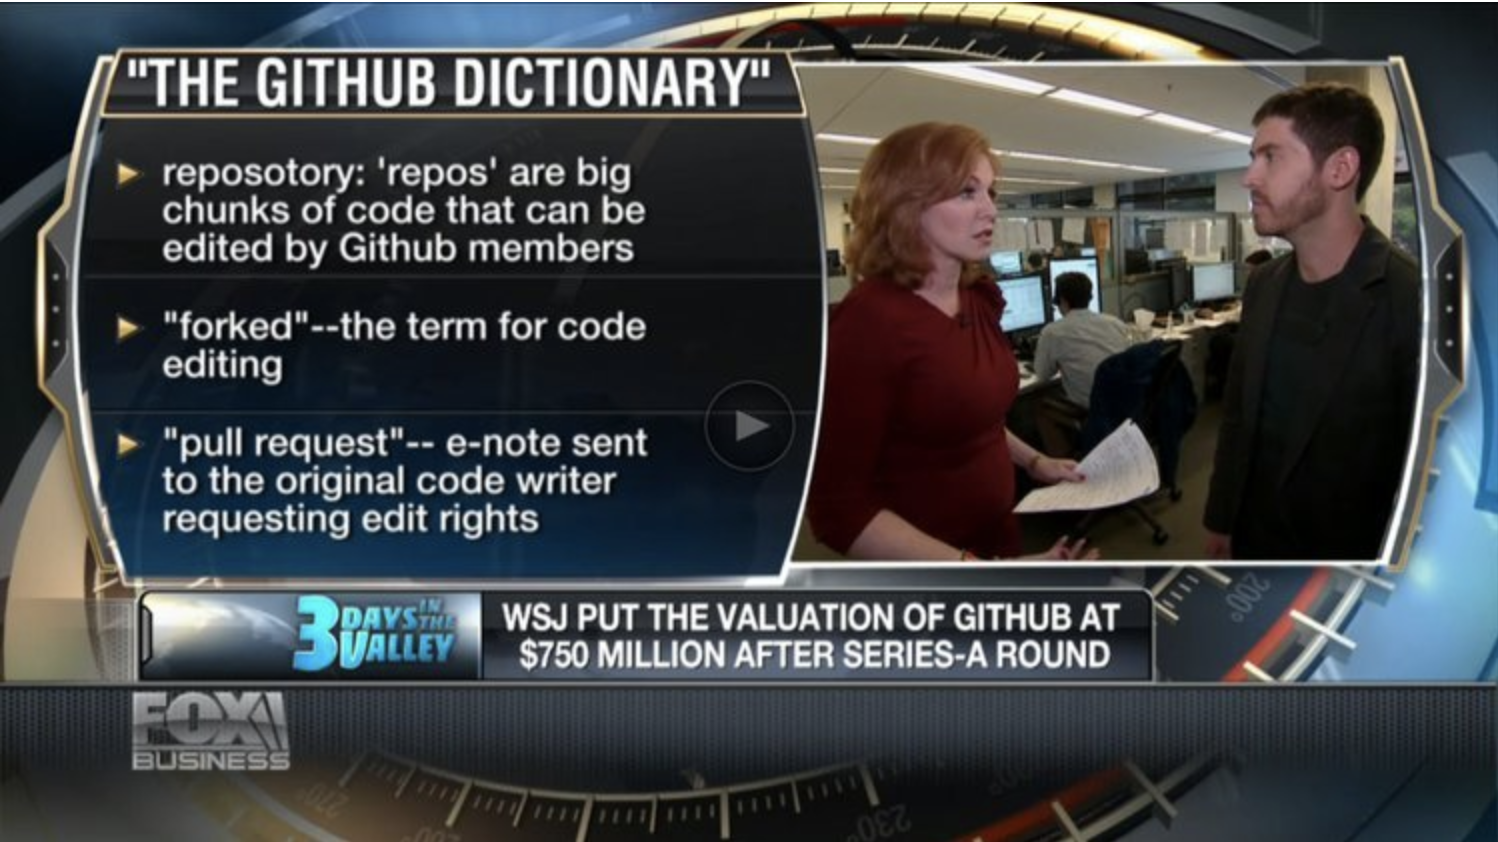 "THE GITHUB DICTIONARY"
reposotory: 'repos' are big
chunks of code that can be
edited by Github members
"forked"--the term for code
editing
"pull request"-- e-note sent
to the original code writer
requesting edit rights
3 DAYS IN THE VALLEY
WSJ PUT THE VALUATION OF GITHUB AT
$750 MILLION AFTER SERIES-A ROUND
FOX
BUSINESS
200°
230°